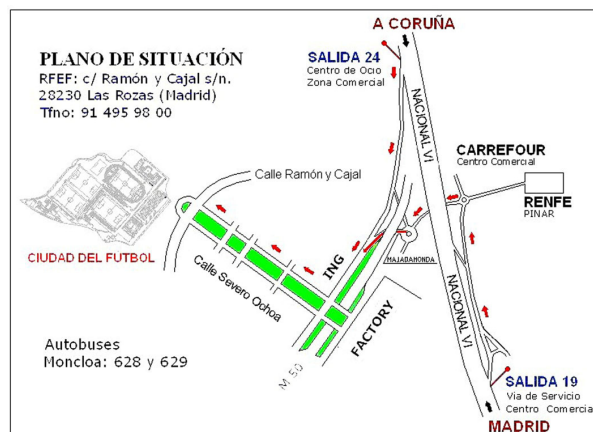 A CORUÑA
PLANO DE SITUACIÓN
RFEF: c/ Ramón y Cajal s/n.
28230 Las Rozas (Madrid)
Tfno: 91 495 98 00
SALIDA 24
Centro de Ocio
Zona Comercial
NACIONAL VI
CARREFOUR
Centro Comercial
RENFE
PINAR
Calle Ramón y Cajal
CIUDAD DEL FUTBOL
Calle Severo Ochoa
ING
MAJADAHONDA
FACTORY
NACIONAL VI
M 50
Autobuses
Moncloa: 628 y 629
SALIDA 19
Via de Servicio
Centro Comercia
MADRID